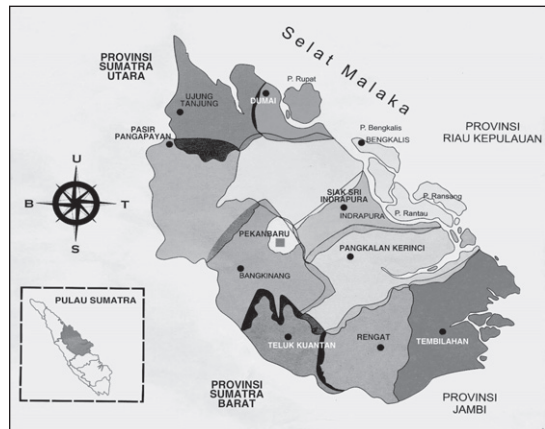 Selat Malaka
PROVINSI
SUMATRA
UTARA
P. Rupat
UJUNG
TANJUNG
DUMAI
PASIR
PANGAPAYAN
P. Bengkalis
BENGKALIS
PROVINSI
RIAU KEPULAUAN
U
B
T
S
SIAK SRI
INDRAPURA
INDRAPURA
P. Ransang
P. Rantau
PEKANBARU
PANGKALAN KERINCI
BANGKINANG
PULAU SUMATRA
TELUK KUANTAN
RENGAT
TEMBILAHAN
PROVINSI
SUMATRA
BARAT
PROVINSI
JAMBI